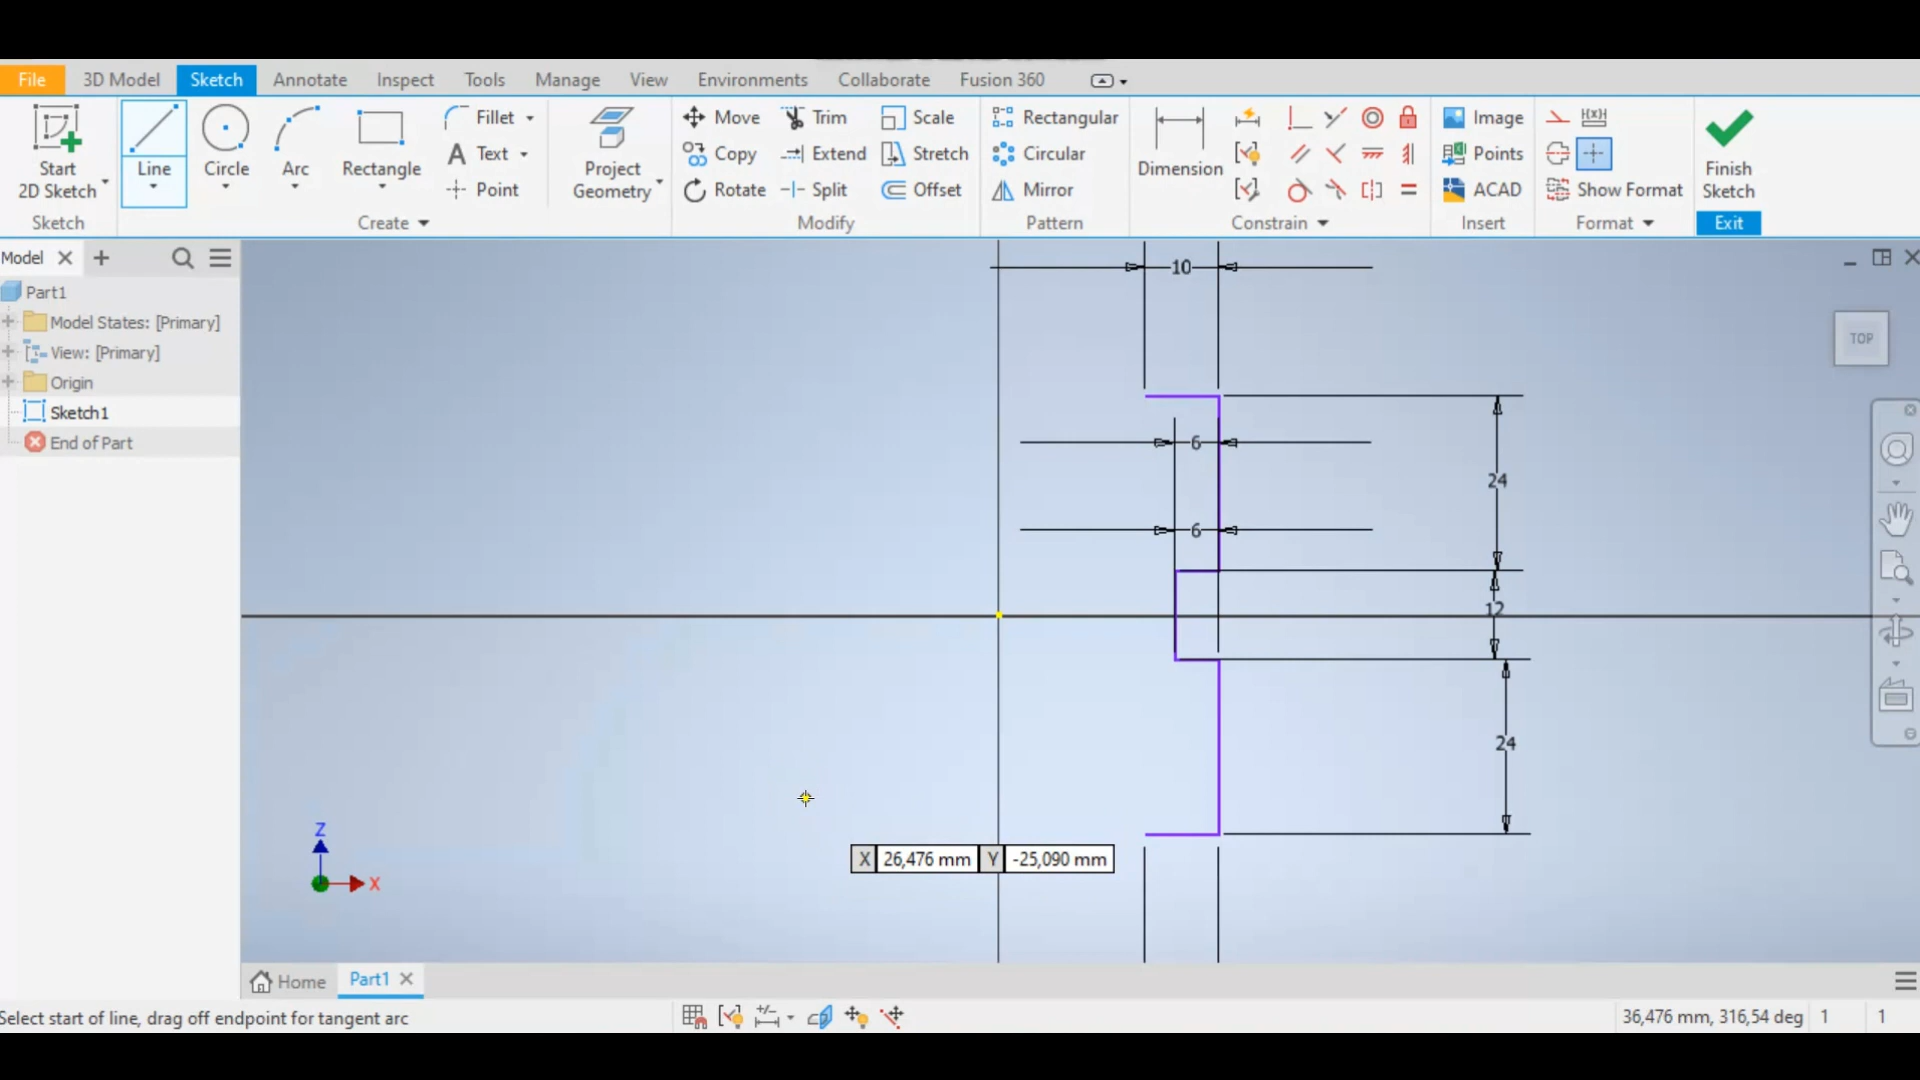 File 3D Model Sketch Annotate Inspect Tools Manage View Environments Collaborate Fusion 360
Start 2D Sketch
Line
Circle
Arc
Rectangle
Fillet
Text
Point
Project Geometry
Move
Copy
Rotate
Trim
Extend
Split
Scale
Stretch
Offset
Rectangular
Circular
Mirror
Dimension
Image
Points
ACAD
Show Format
Finish Sketch
Sketch Create Modify Pattern Constrain Insert Format Exit
Model
Part1
Model States: [Primary]
View: [Primary]
Origin
Sketch1
End of Part
10
TOP
6
24
6
12
24
Z
X
X 26,476 mm Y -25,090 mm
Home Part1
Select start of line, drag off endpoint for tangent arc
36,476 mm, 316,54 deg 1 1